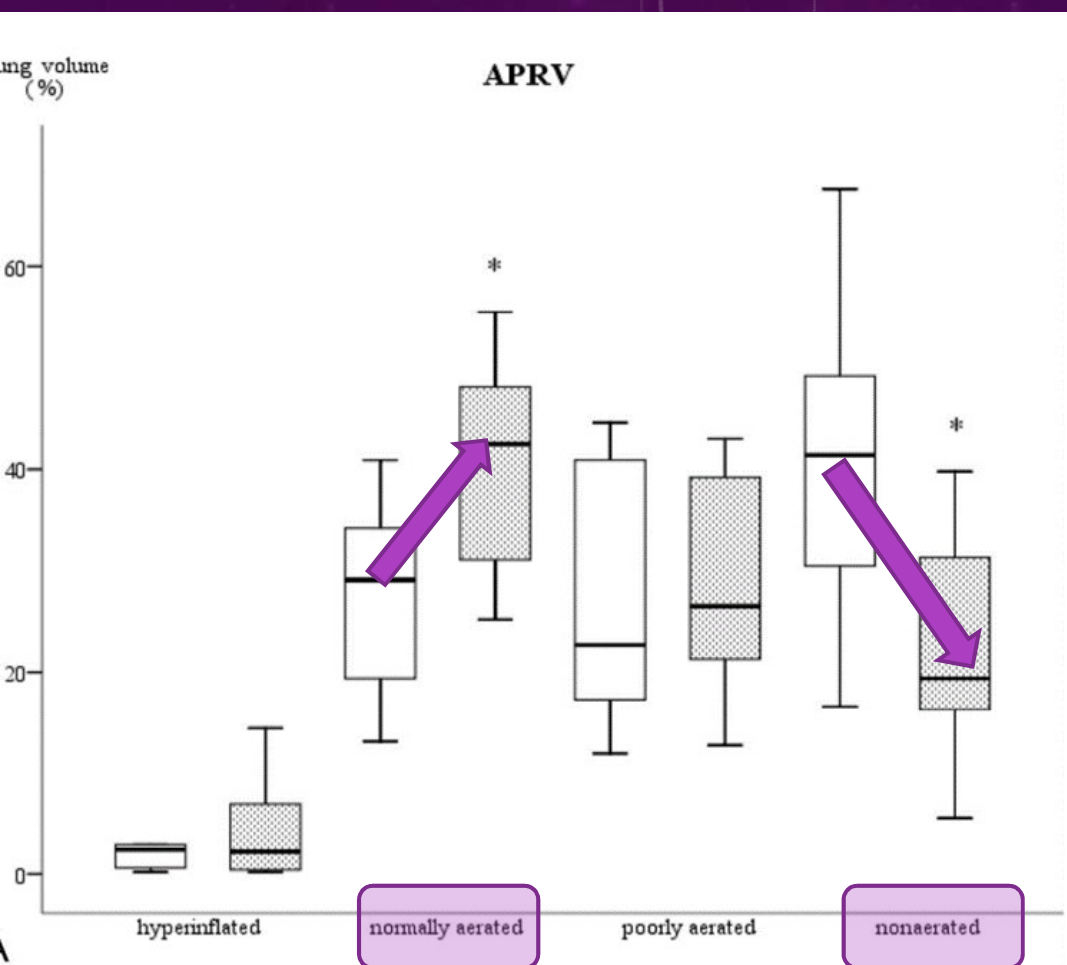 ung volume
(%)
APRV
60
*
40
*
20
0
hyperinflated
normally aerated
poorly aerated
nonaerated
A